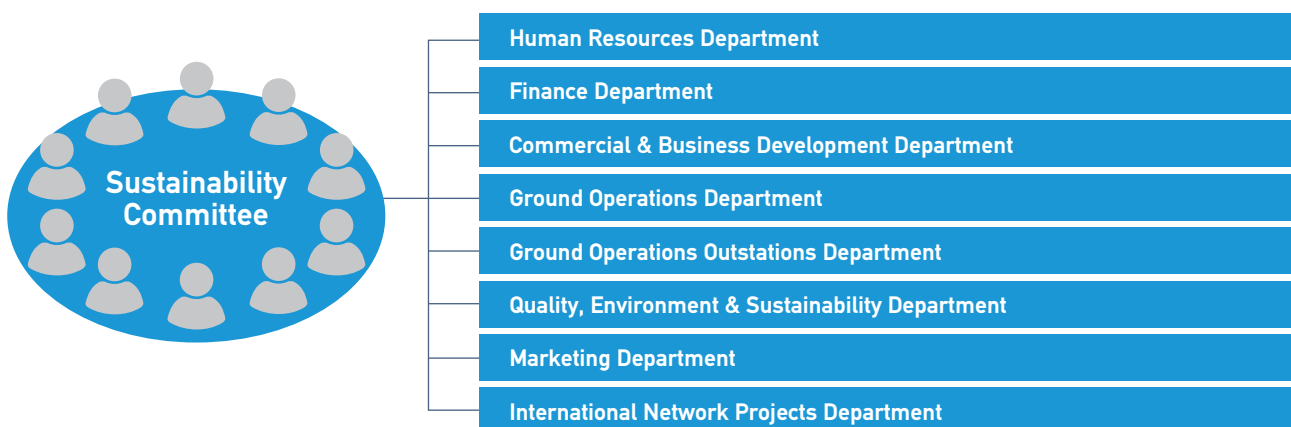 Sustainability
Committee
Human Resources Department
Finance Department
Commercial & Business Development Department
Ground Operations Department
Ground Operations Outstations Department
Quality, Environment & Sustainability Department
Marketing Department
International Network Projects Department